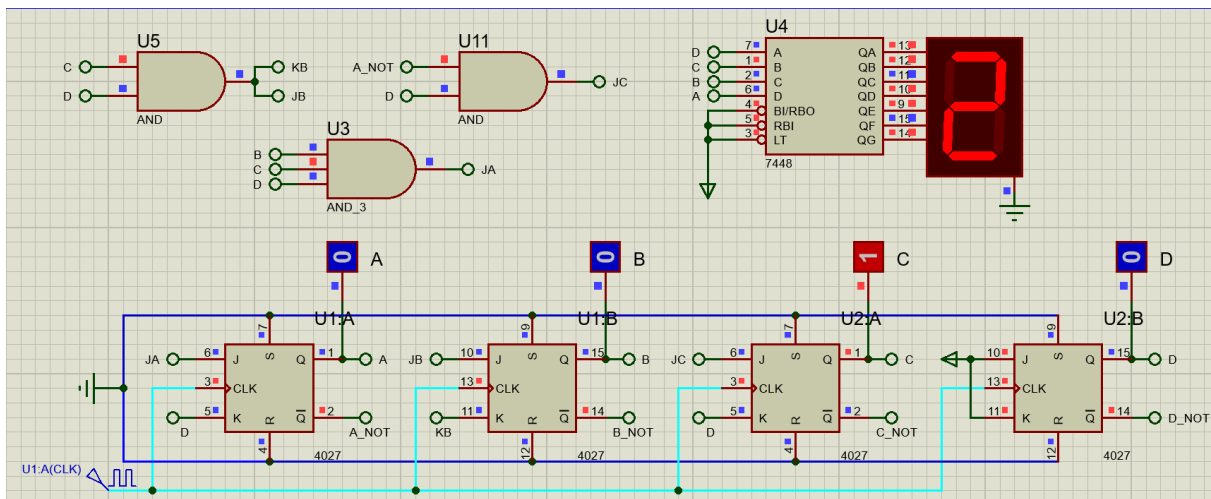 U5
C
D
KB
JB
AND
U11
A_NOT
D
JC
AND
U3
B
C
D
JA
AND_3
U4
D 7 A QA 13
C 1 B QB 12
B 2 C QC 11
A 6 D QD 10
4 BI/RBO QE 9
5 RBI QF 15
3 LT QG 14
7448
2
0 A
0 B
1 C
0 D
U1:A
7
JA 6 J S Q 1 A
3 CLK
D 5 K R Q 2 A_NOT
4
4027
U1:B
9
JB 10 J S Q 15 B
13 CLK
KB 11 K R Q 14 B_NOT
12
4027
U2:A
7
JC 6 J S Q 1 C
3 CLK
D 5 K R Q 2 C_NOT
4
4027
U2:B
9
10 J S Q 15 D
13 CLK
11 K R Q 14 D_NOT
12
4027
U1:A(CLK)